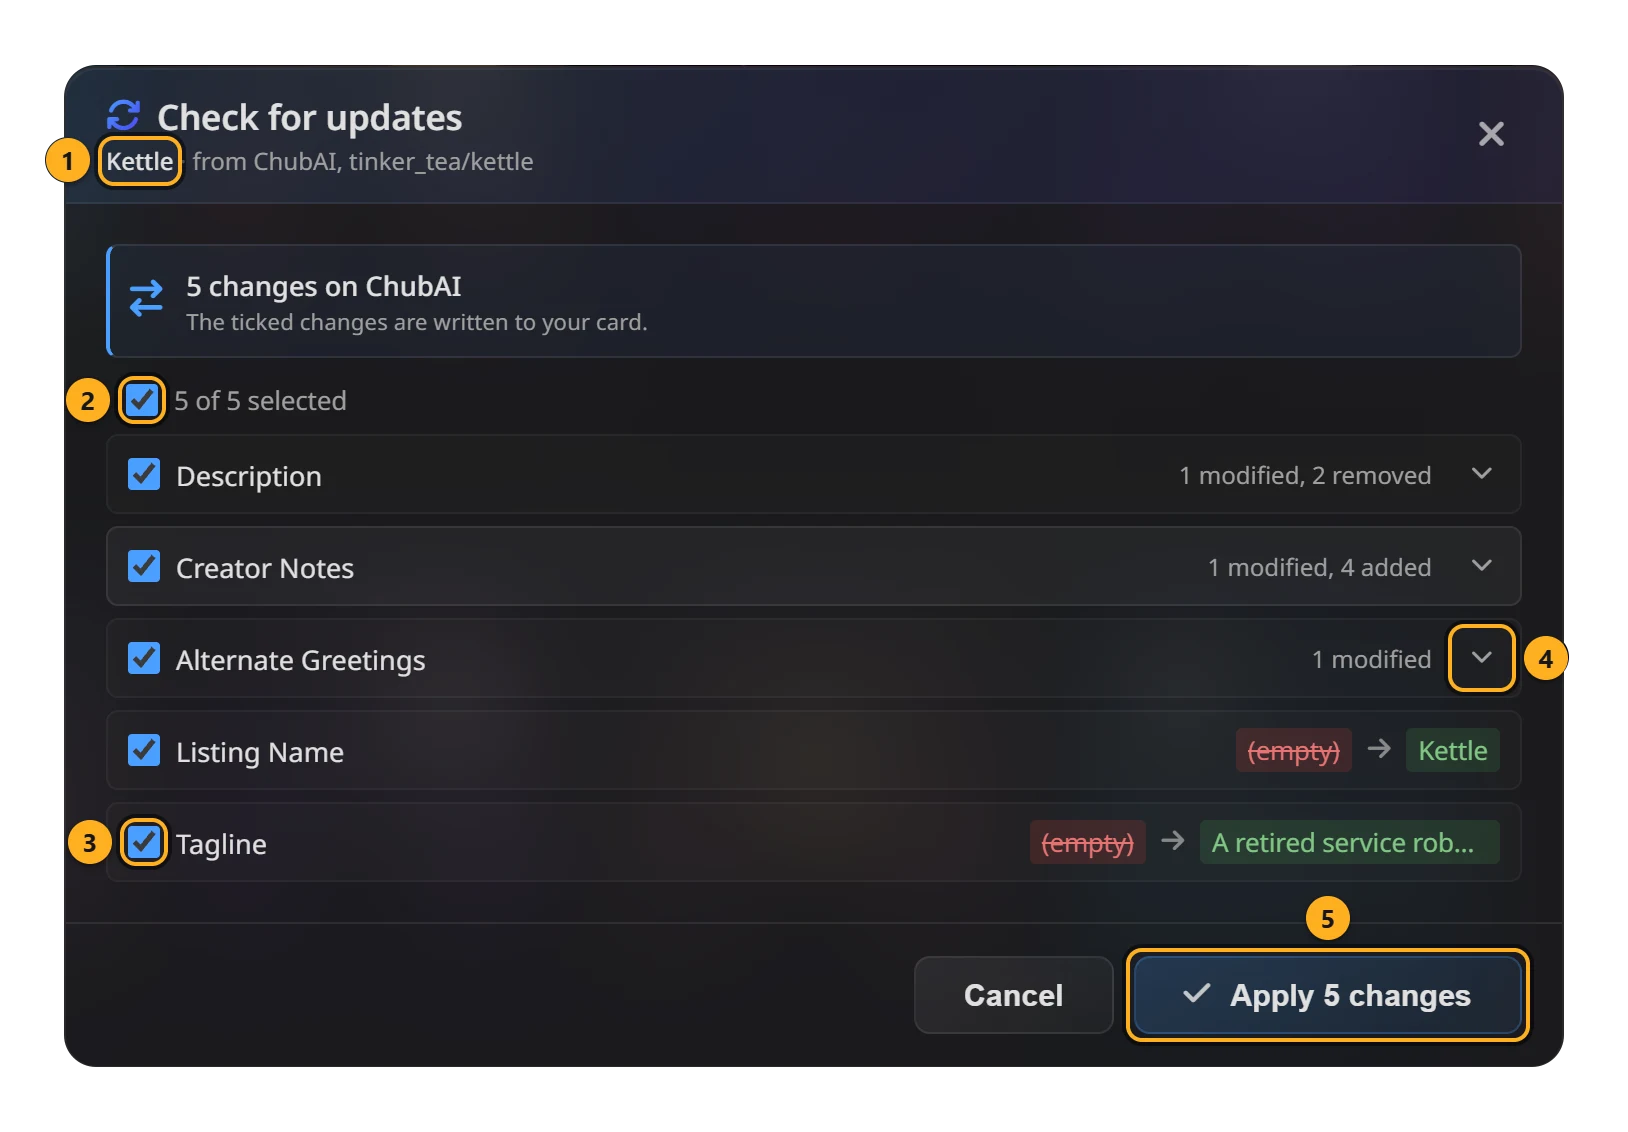 Check for updates
1 Kettle from ChubAI, tinker_tea/kettle
5 changes on ChubAI
The ticked changes are written to your card.
2 5 of 5 selected
Description 1 modified, 2 removed
Creator Notes 1 modified, 4 added
Alternate Greetings 1 modified 4
Listing Name (empty) → Kettle
3 Tagline (empty) → A retired service rob...
5
Cancel Apply 5 changes